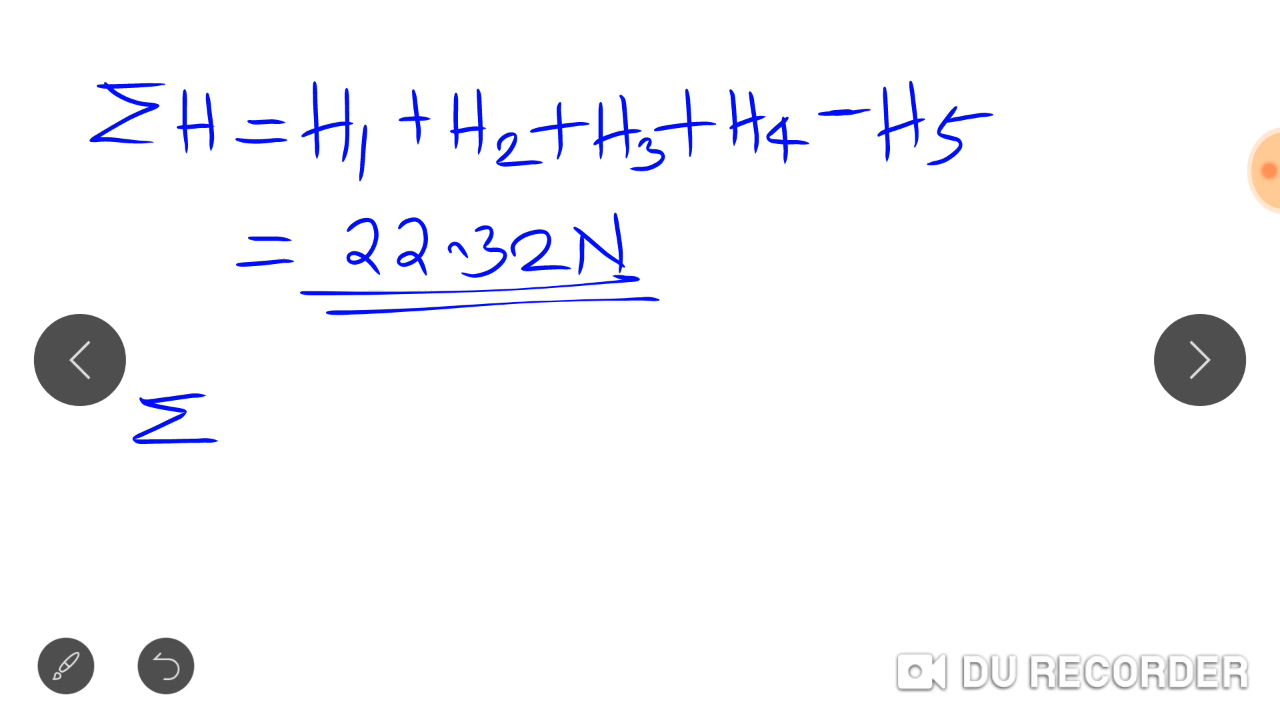 ΣH = H₁ + H₂ + H₃ + H₄ - H₅
= 22.32N
Σ
DU RECORDER